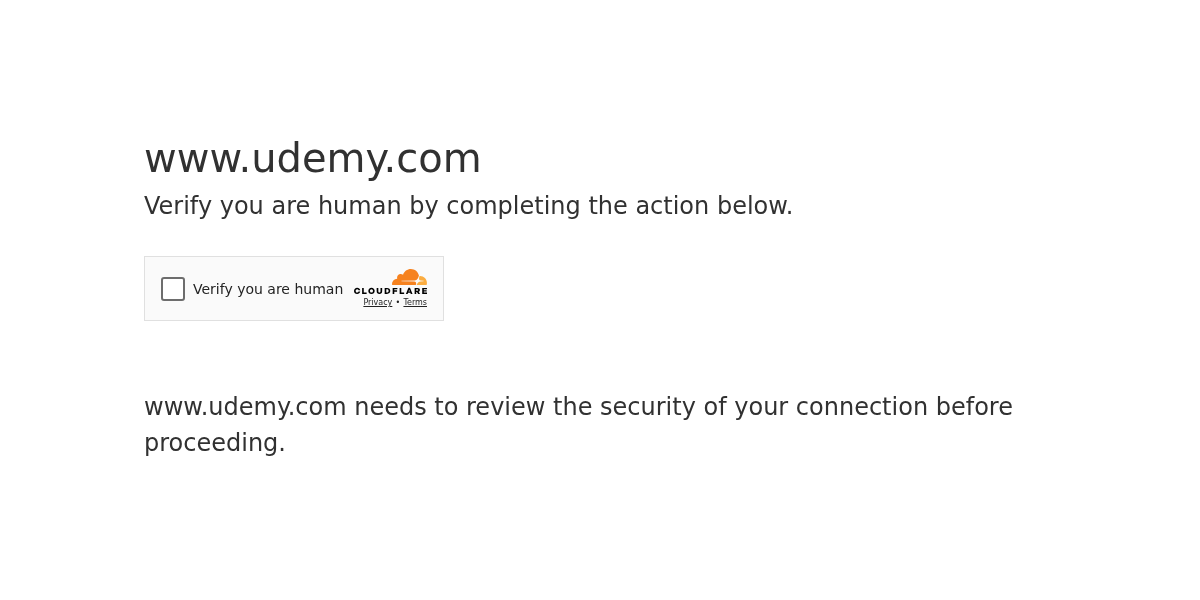 www.udemy.com
Verify you are human by completing the action below.
Verify you are human
CLOUDFLARE
Privacy • Terms
www.udemy.com needs to review the security of your connection before
proceeding.